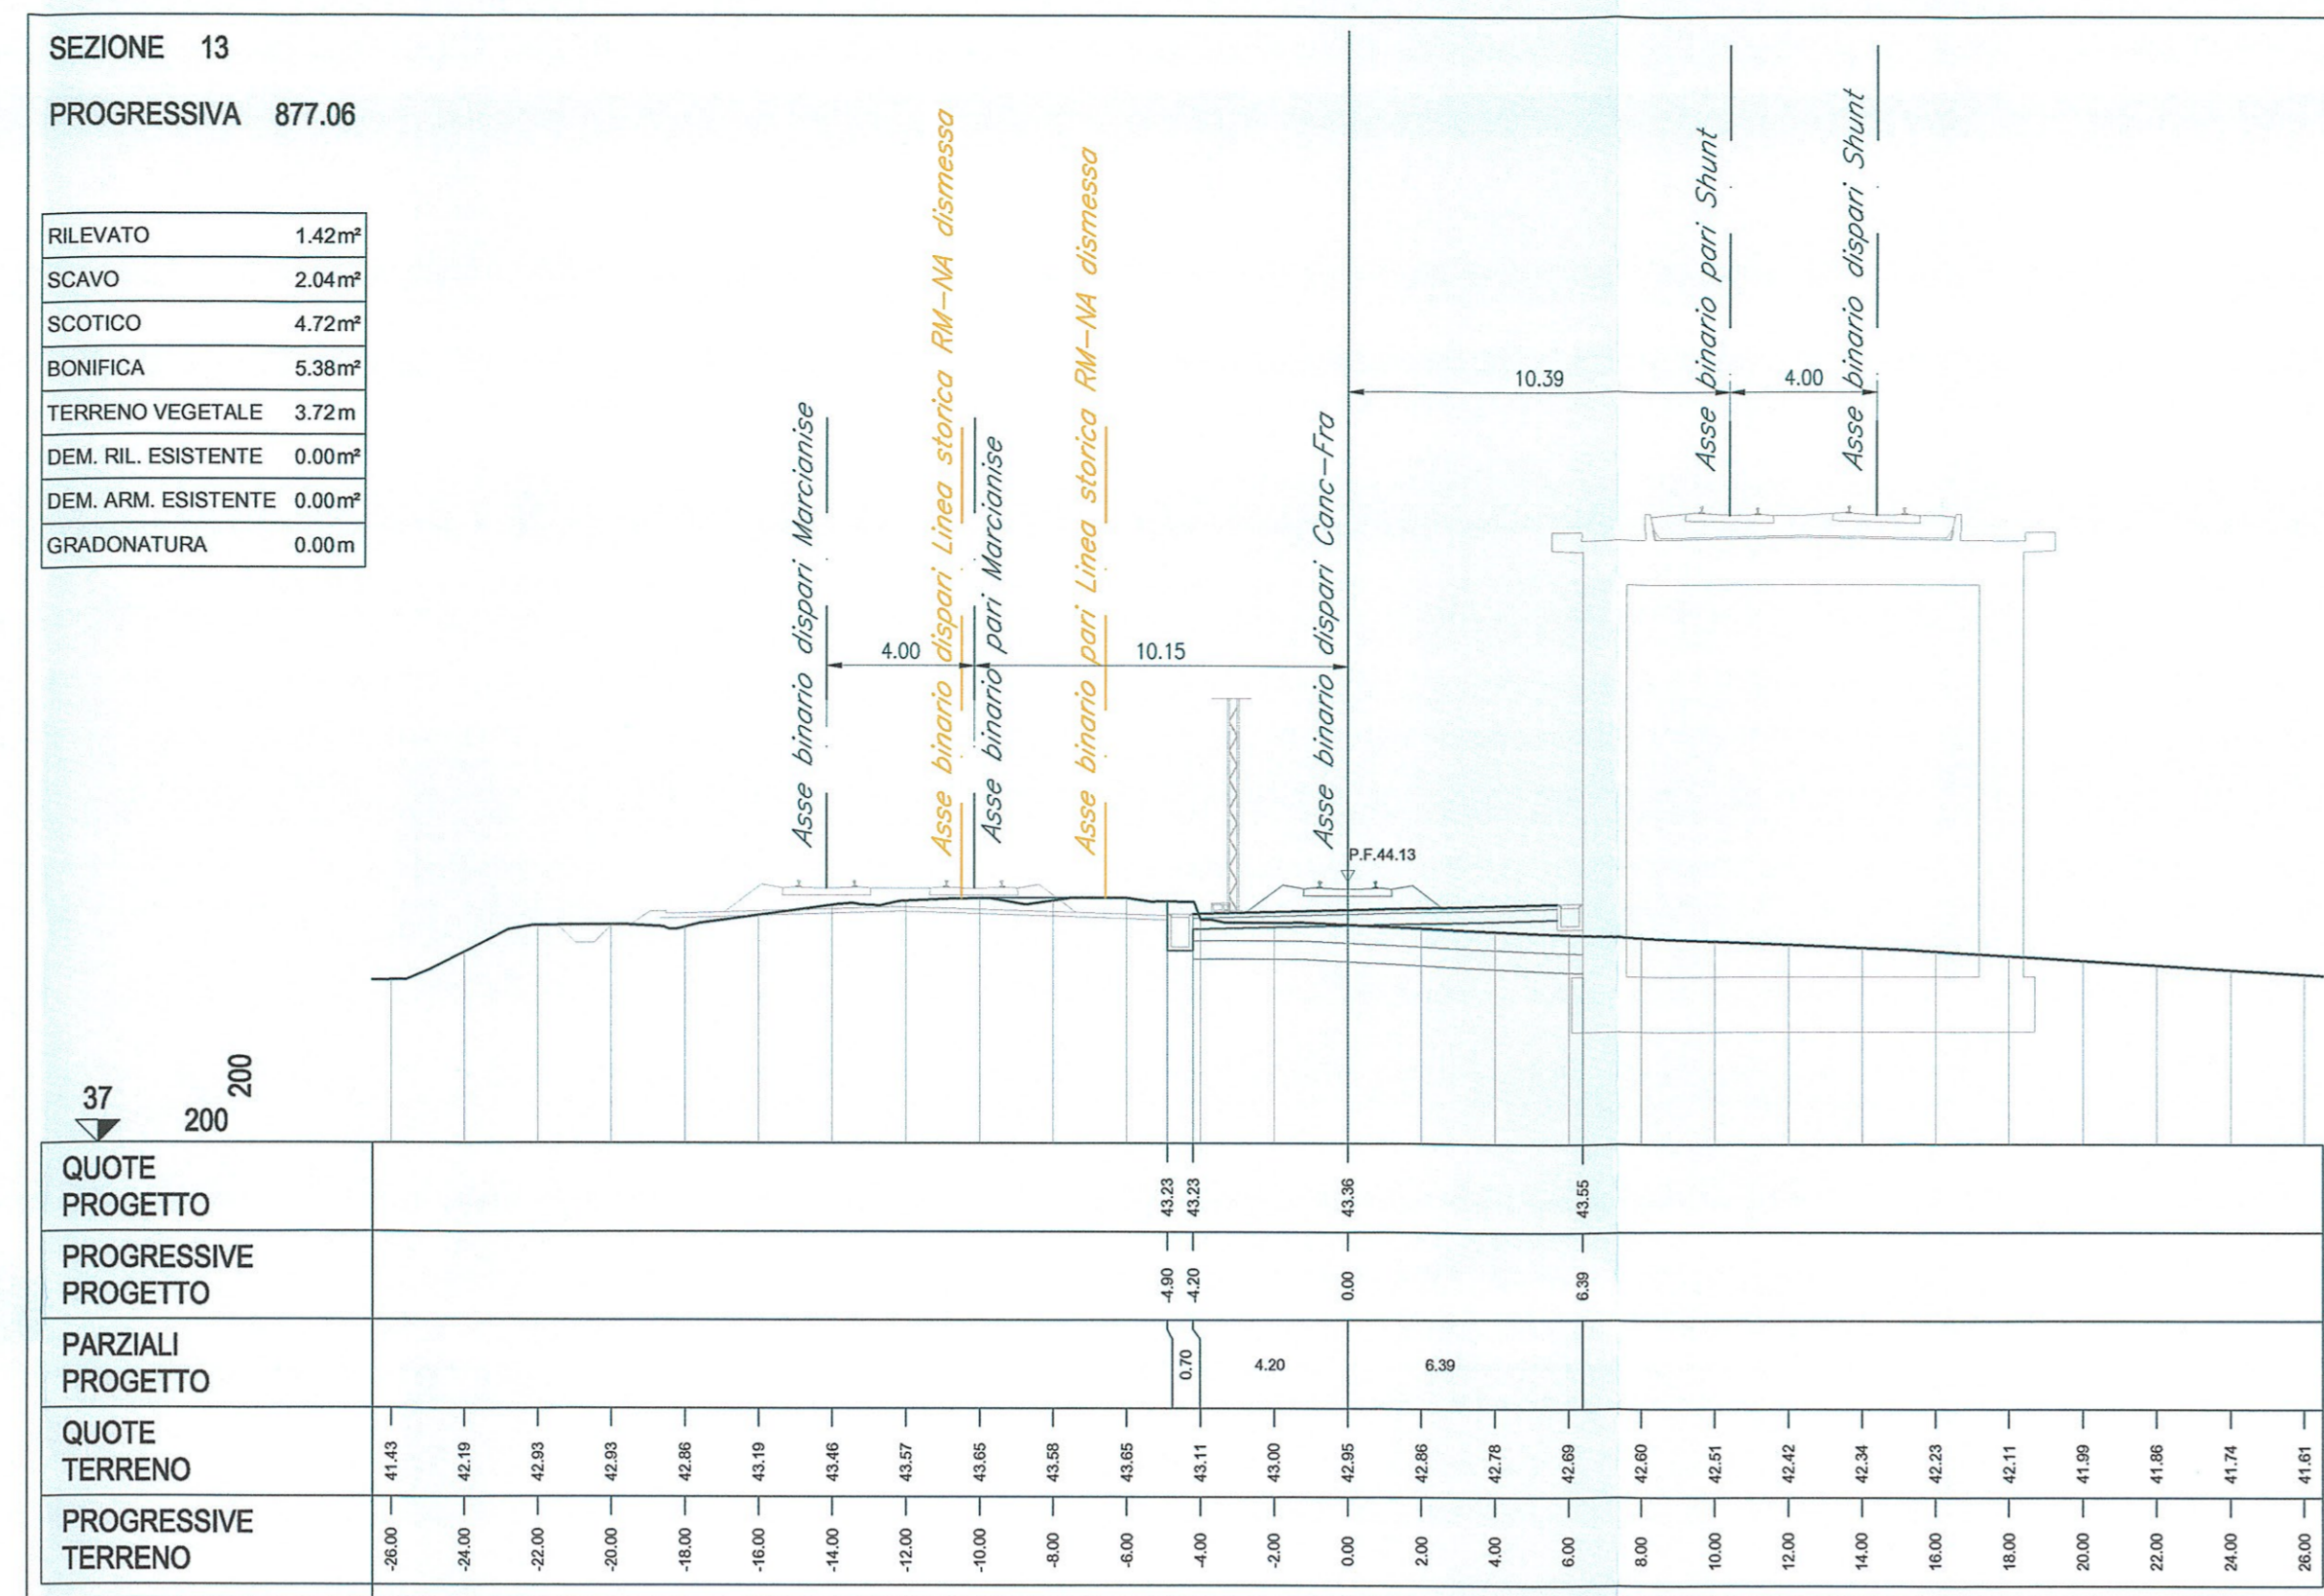 SEZIONE 13
PROGRESSIVA 877.06
RILEVATO 1.42m²
SCAVO 2.04m²
SCOTICO 4.72m²
BONIFICA 5.38m²
TERRENO VEGETALE 3.72m
DEM. RIL. ESISTENTE 0.00m²
DEM. ARM. ESISTENTE 0.00m²
GRADONATURA 0.00m
Asse binario dispari Marcianise
Asse binario dispari Linea storica RM-NA dismessa
Asse binario pari Marcianise
Asse binario pari Linea storica RM-NA dismessa
Asse binario dispari Canc-Fra
Asse binario pari Shunt
Asse binario dispari Shunt
10.39
4.00
4.00
10.15
P.F.44.13
37
200
200
QUOTE
PROGETTO
43.23 43.23 43.36 43.55
PROGRESSIVE
PROGETTO
-4.90 -4.20 0.00 6.39
PARZIALI
PROGETTO
0.70 4.20 6.39
QUOTE
TERRENO
41.43 42.19 42.93 42.93 42.86 43.19 43.46 43.57 43.65 43.58 43.65 43.11 43.00 42.95 42.86 42.78 42.69 42.60 42.51 42.42 42.34 42.23 42.11 41.99 41.86 41.74 41.61
PROGRESSIVE
TERRENO
-26.00 -24.00 -22.00 -20.00 -18.00 -16.00 -14.00 -12.00 -10.00 -8.00 -6.00 -4.00 -2.00 0.00 2.00 4.00 6.00 8.00 10.00 12.00 14.00 16.00 18.00 20.00 22.00 24.00 26.00